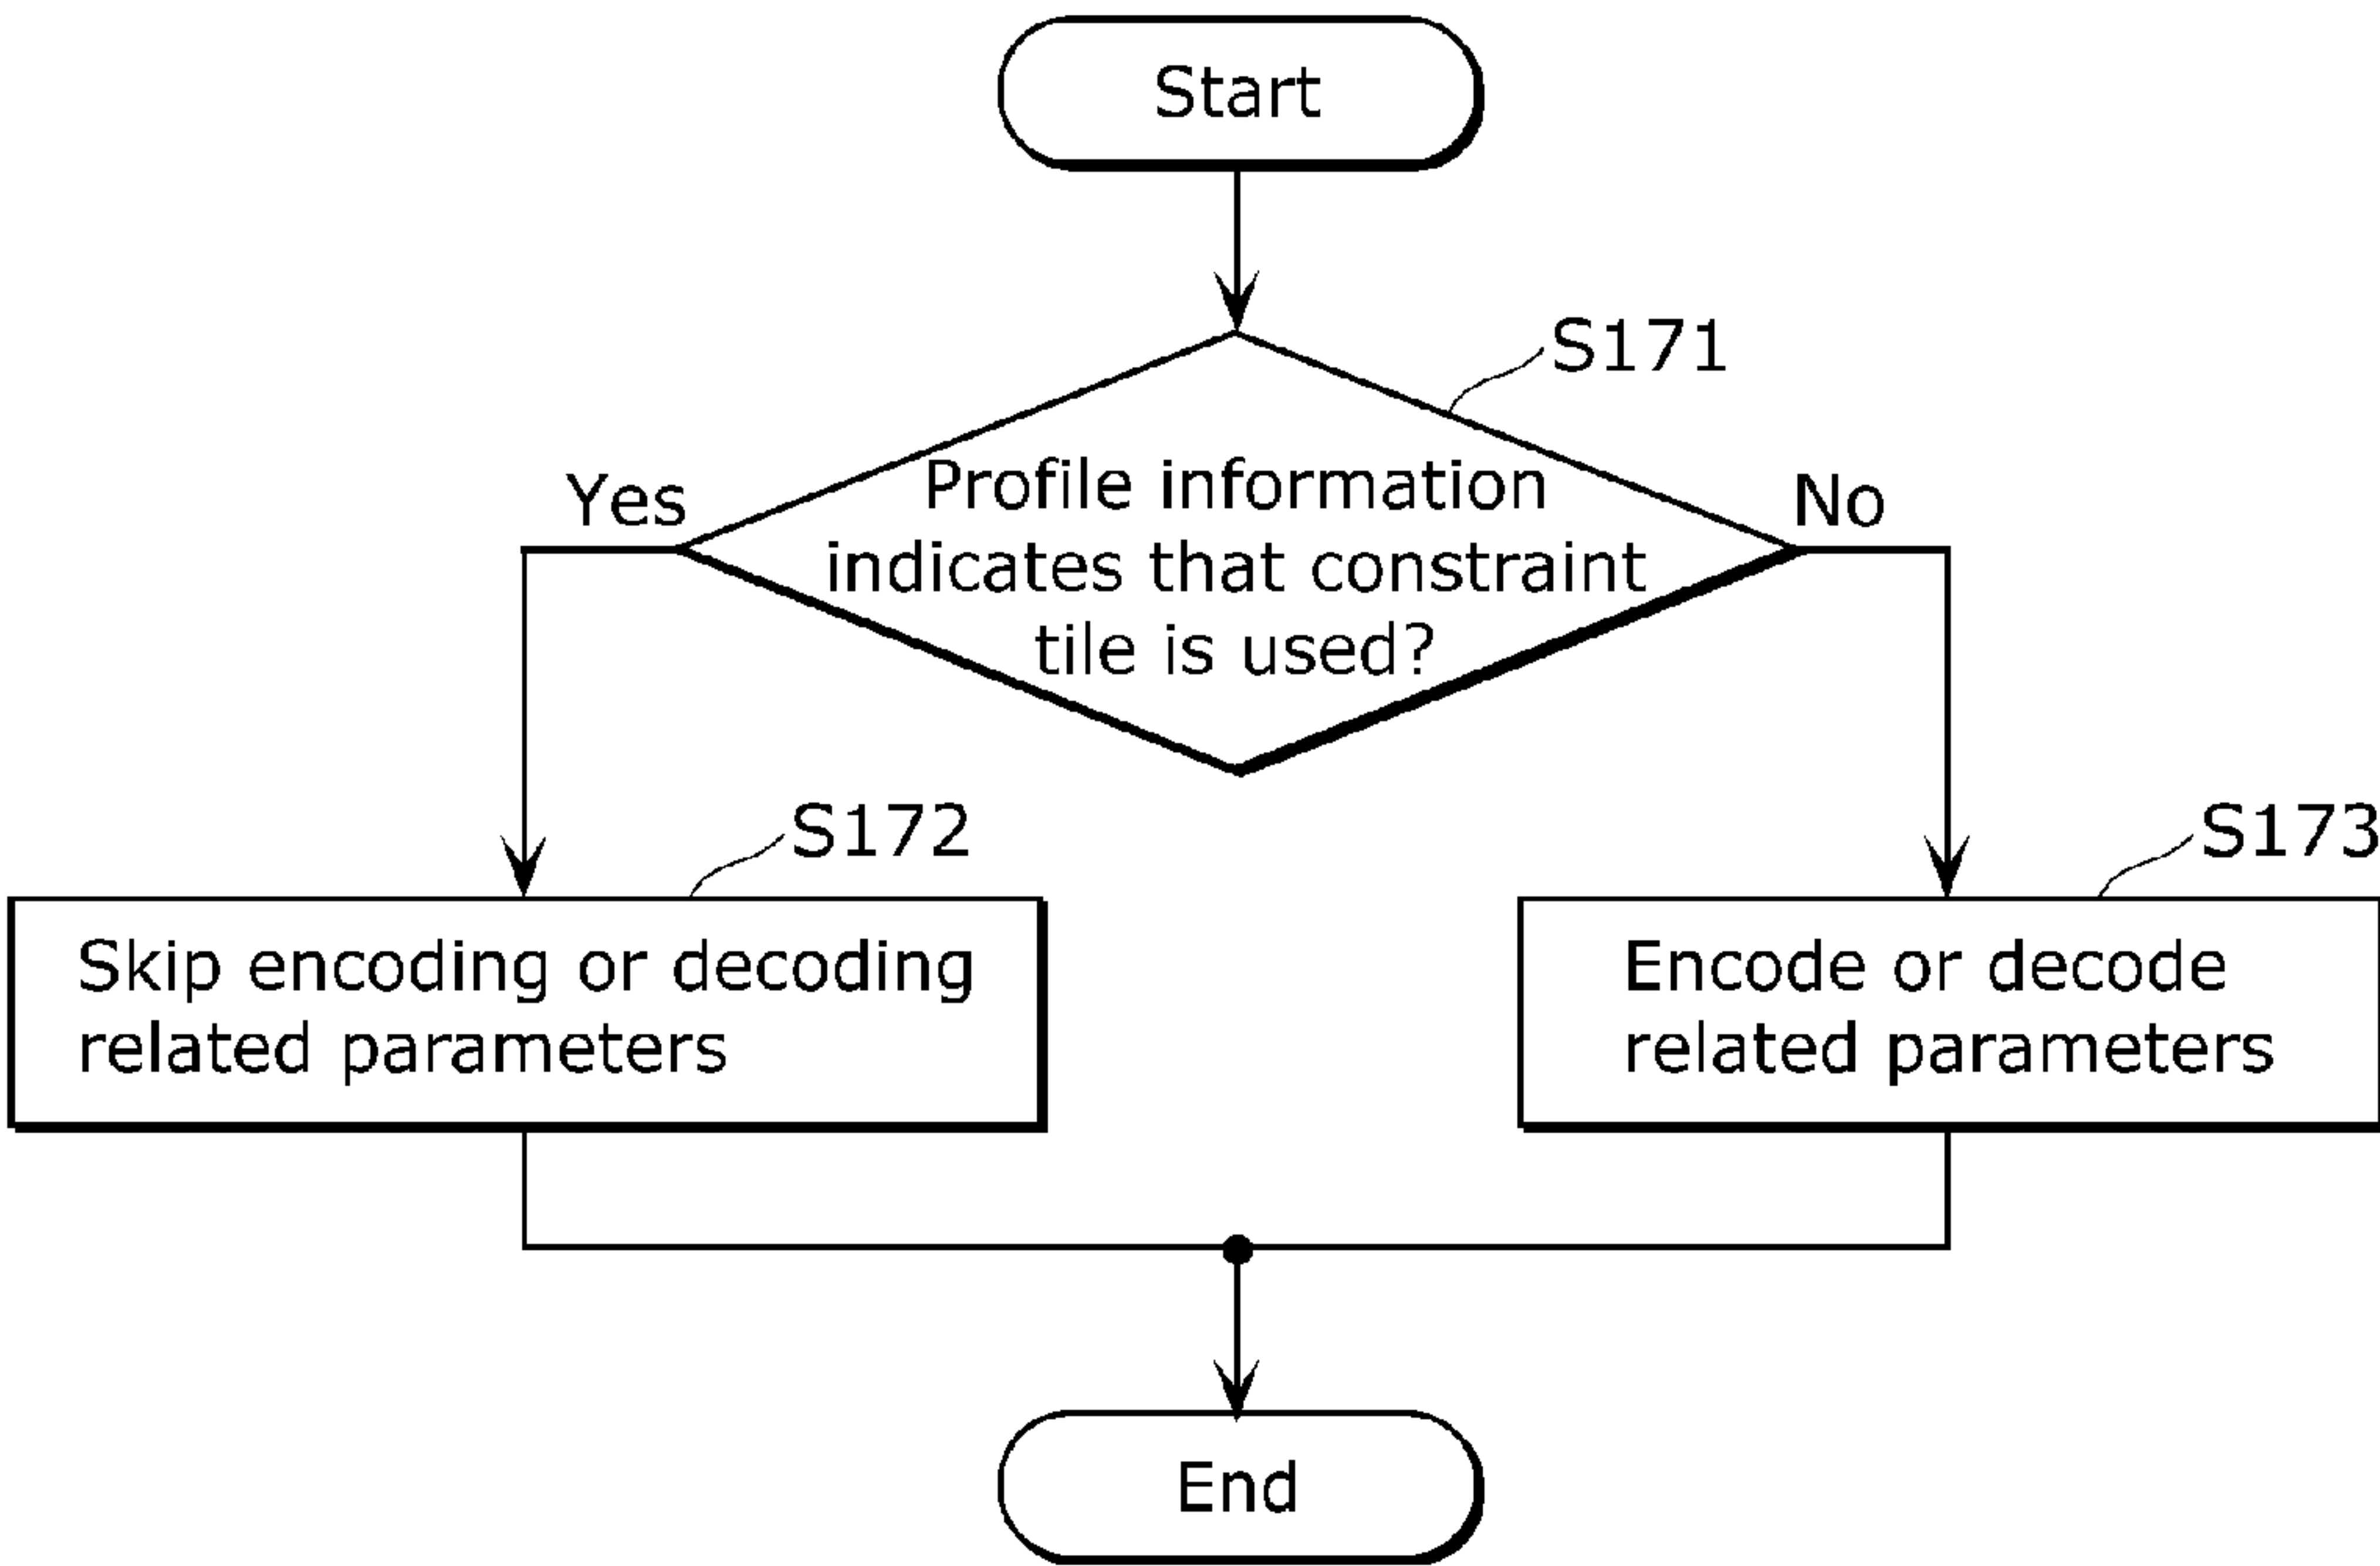 Start
S171
Profile information
indicates that constraint
tile is used?
Yes
No
S172
S173
Skip encoding or decoding
related parameters
Encode or decode
related parameters
End